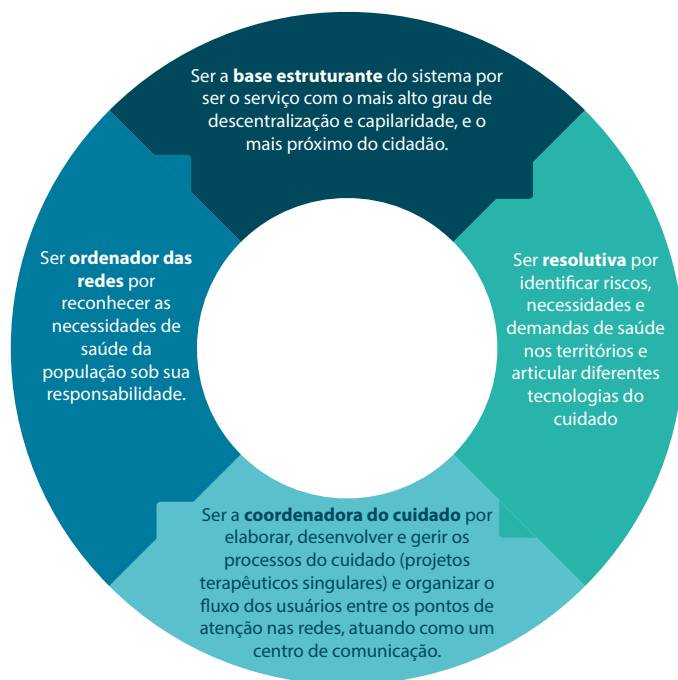 Ser a base estruturante do sistema por
ser o serviço com o mais alto grau de
descentralização e capilaridade, e o
mais próximo do cidadão.
Ser ordenador das
redes por
reconhecer as
necessidades de
saúde da
população sob sua
responsabilidade.
Ser resolutiva por
identificar riscos,
necessidades e
demandas de saúde
nos territórios e
articular diferentes
tecnologias do
cuidado
Ser a coordenadora do cuidado por
elaborar, desenvolver e gerir os
processos do cuidado (projetos
terapêuticos singulares) e organizar o
fluxo dos usuários entre os pontos de
atenção nas redes, atuando como um
centro de comunicação.